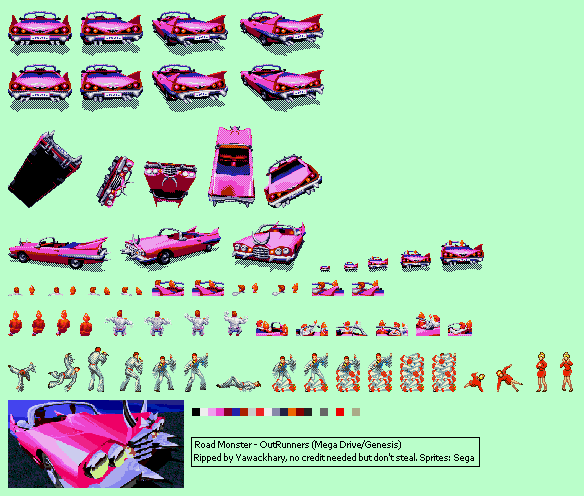 Road Monster - OutRunners (Mega Drive/Genesis)
Ripped by Yawackhary, no credit needed but don't steal. Sprites: Sega